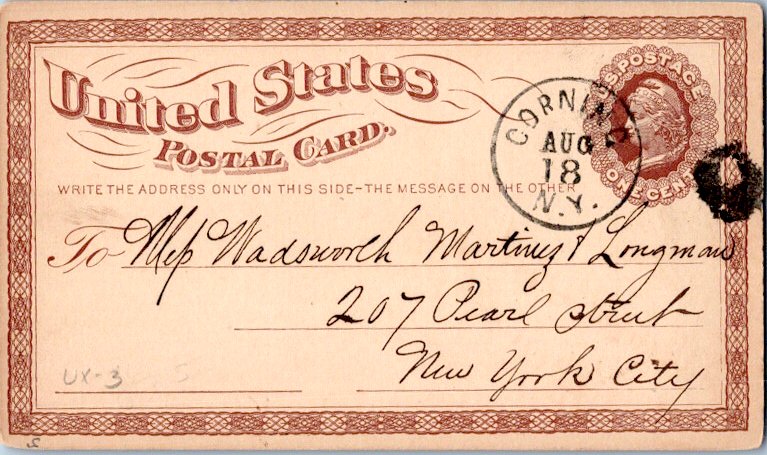 United States
POSTAL CARD.
U.S. POSTAGE
ONE CENT
CORNING
AUG
18
N.Y.
WRITE THE ADDRESS ONLY ON THIS SIDE-THE MESSAGE ON THE OTHER
To Mess Wadsworth Martinez & Longman
207 Pearl Street
New York City
UX-3